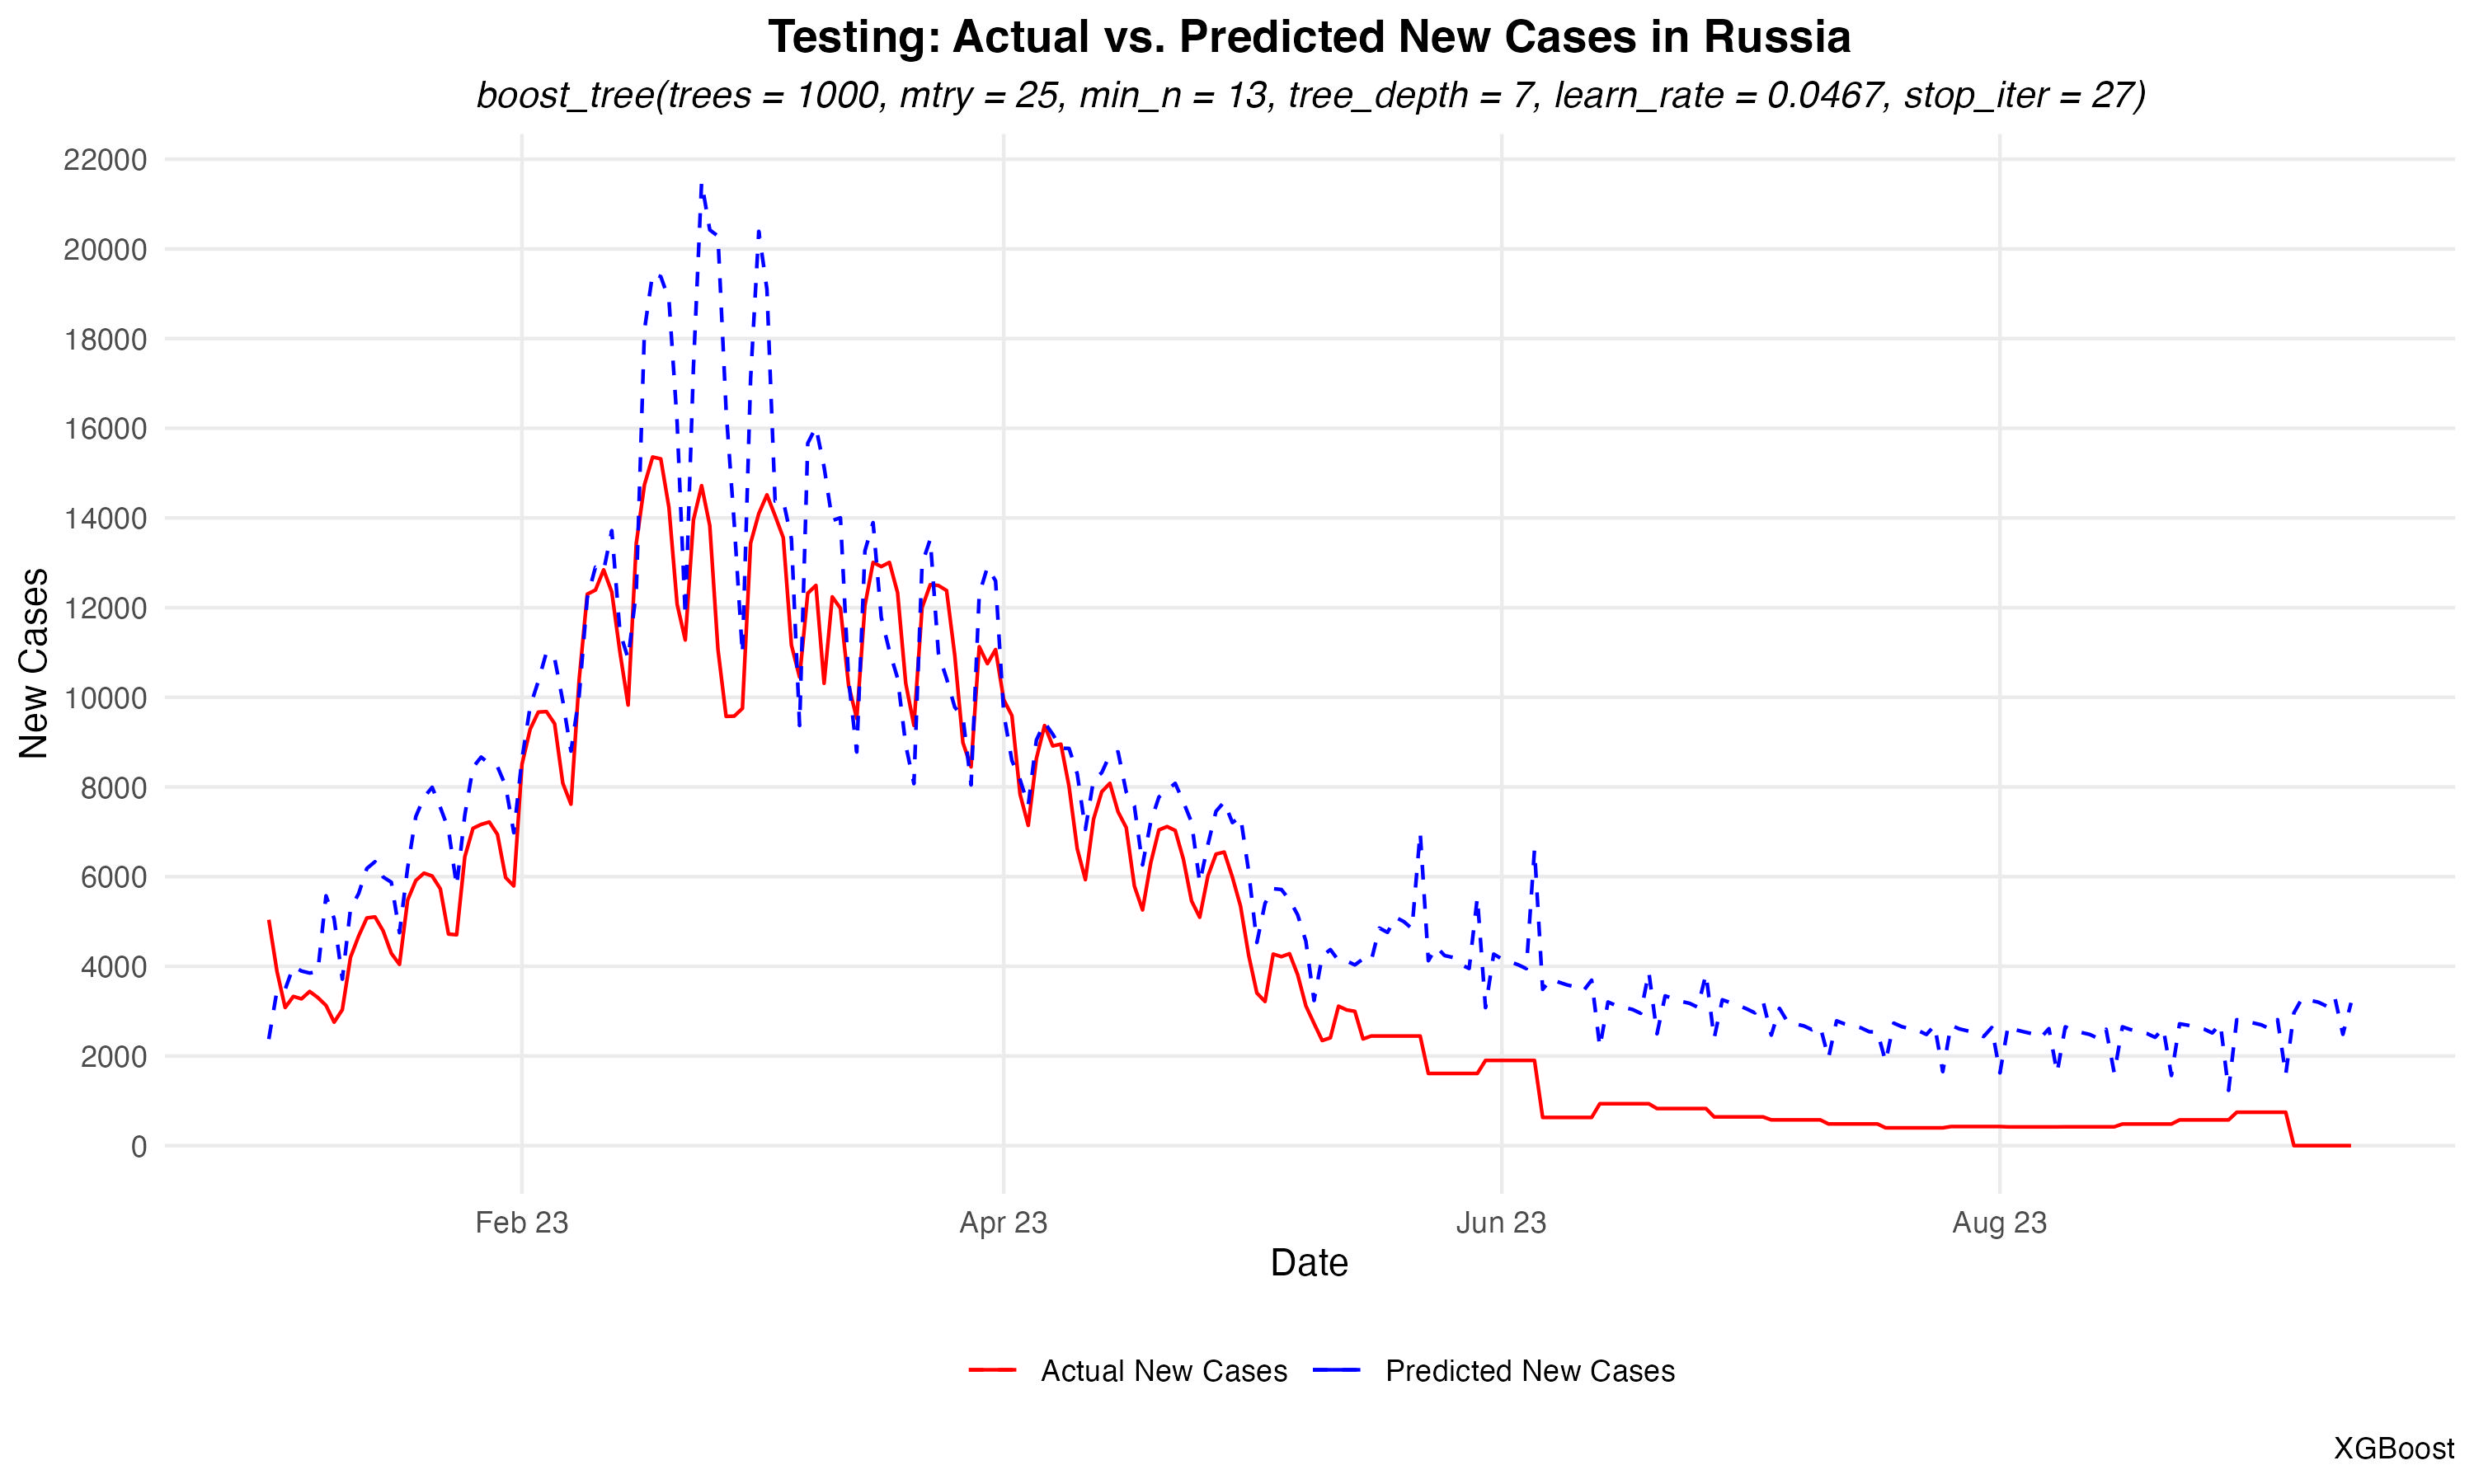 Testing: Actual vs. Predicted New Cases in Russia
boost_tree(trees = 1000, mtry = 25, min_n = 13, tree_depth = 7, learn_rate = 0.0467, stop_iter = 27)
New Cases
22000
20000
18000
16000
14000
12000
10000
8000
6000
4000
2000
0
Feb 23 Apr 23 Jun 23 Aug 23
Date
Actual New Cases Predicted New Cases
XGBoost